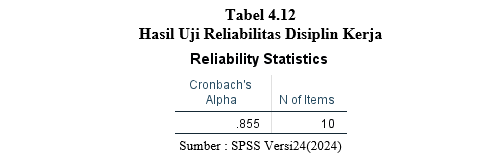 Tabel 4.12
Hasil Uji Reliabilitas Disiplin Kerja
Reliability Statistics
Cronbach's
Alpha N of Items
.855 10
Sumber : SPSS Versi24(2024)